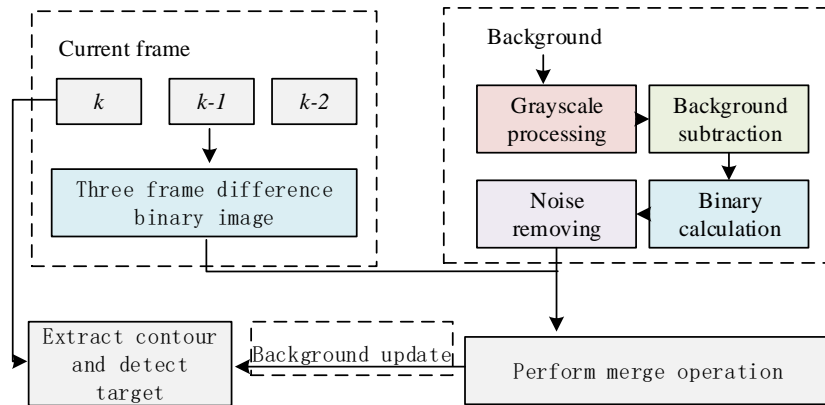 Current frame
k
k-1
k-2
Three frame difference
binary image
Background
Grayscale
processing
Background
subtraction
Noise
removing
Binary
calculation
Extract contour
and detect
target
Background update
Perform merge operation